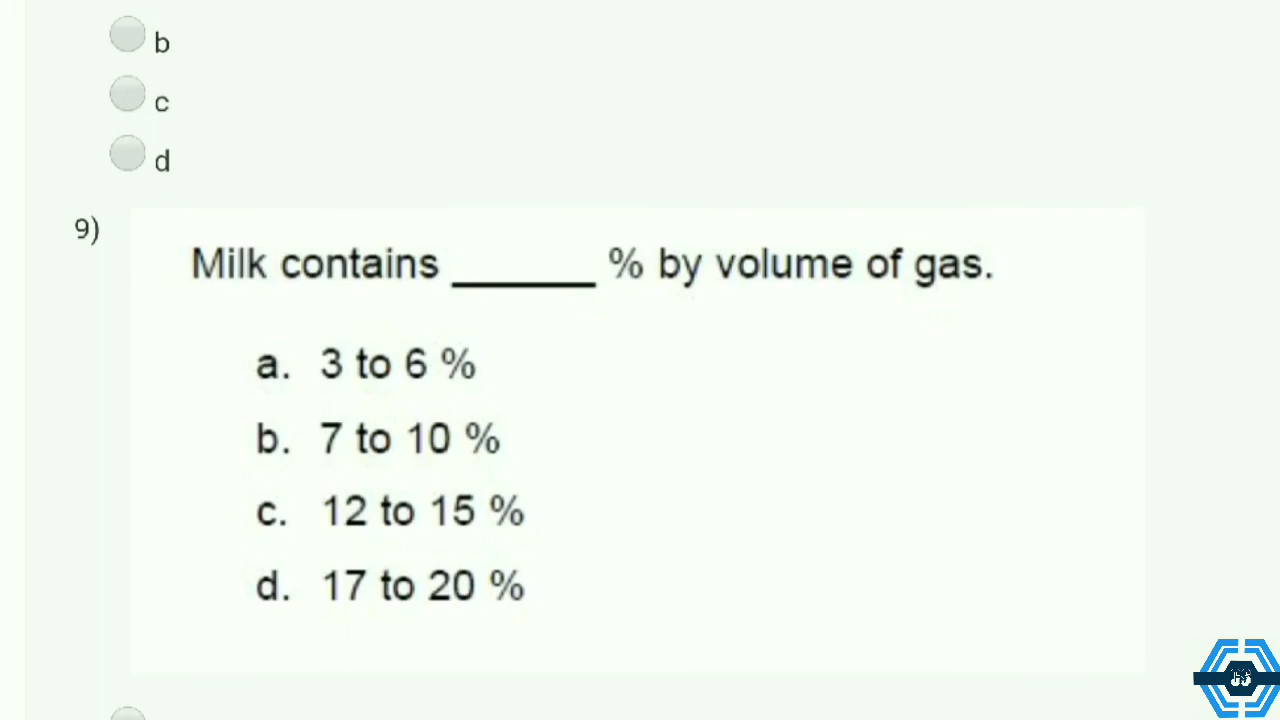 b
c
d
9)
Milk contains ______ % by volume of gas.
a. 3 to 6 %
b. 7 to 10 %
c. 12 to 15 %
d. 17 to 20 %